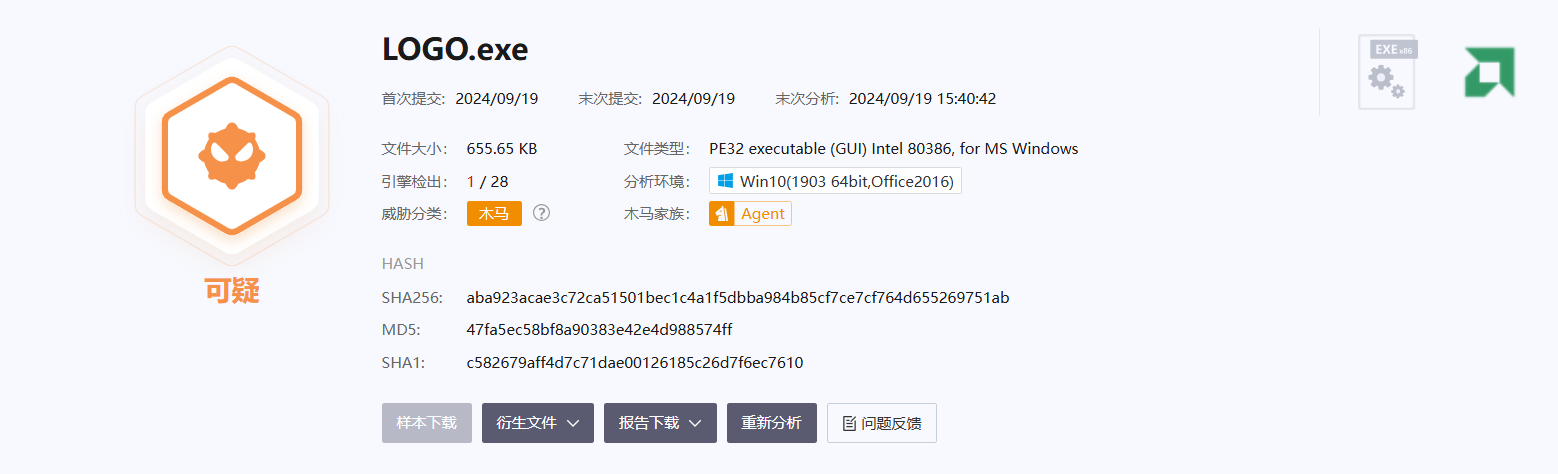 LOGO.exe
EXE x86
首次提交: 2024/09/19 末次提交: 2024/09/19 末次分析: 2024/09/19 15:40:42
文件大小: 655.65 KB 文件类型: PE32 executable (GUI) Intel 80386, for MS Windows
引擎检出: 1 / 28 分析环境: Win10(1903 64bit,Office2016)
威胁分类: 木马 ? 木马家族: Agent
可疑
HASH
SHA256: aba923acae3c72ca51501bec1c4a1f5dbba984b85cf7ce7cf764d655269751ab
MD5: 47fa5ec58bf8a90383e42e4d988574ff
SHA1: c582679aff4d7c71dae00126185c26d7f6ec7610
样本下载 衍生文件 报告下载 重新分析 问题反馈